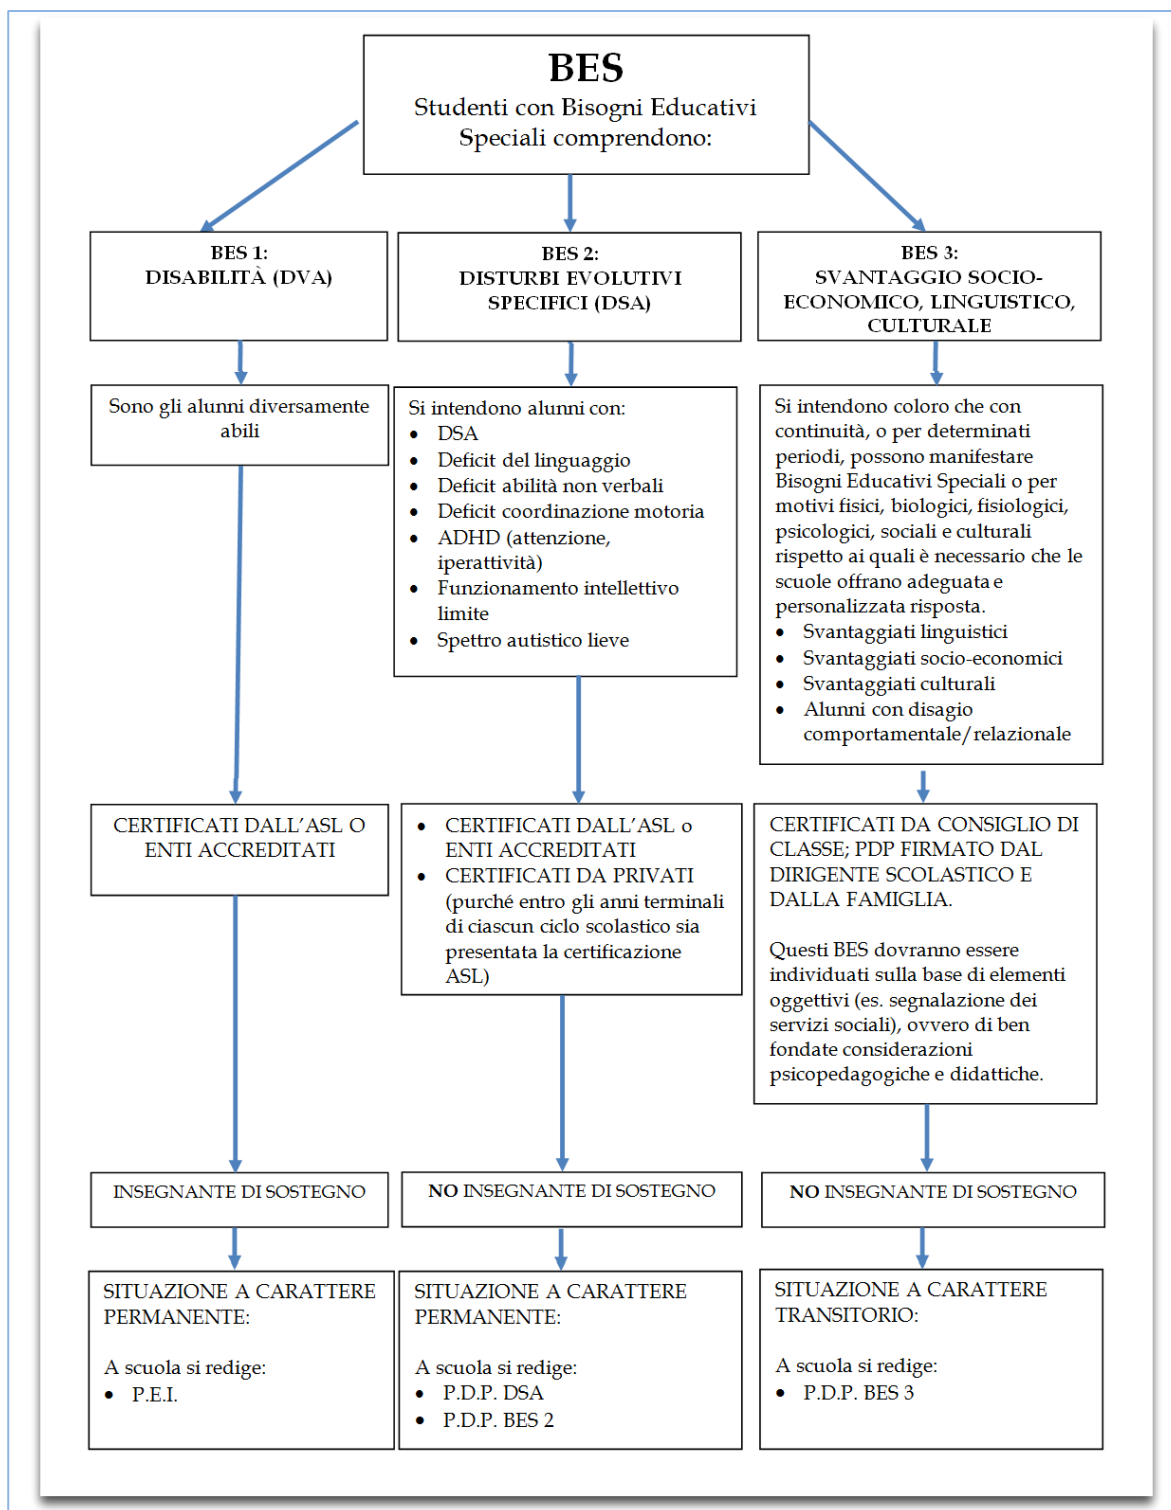 BES
Studenti con Bisogni Educativi
Speciali comprendono:
BES 1:
DISABILITÀ (DVA)
BES 2:
DISTURBI EVOLUTIVI
SPECIFICI (DSA)
BES 3:
SVANTAGGIO SOCIO-
ECONOMICO, LINGUISTICO,
CULTURALE
Sono gli alunni diversamente
abili
Si intendono alunni con:
• DSA
• Deficit del linguaggio
• Deficit abilità non verbali
• Deficit coordinazione motoria
• ADHD (attenzione,
iperattività)
• Funzionamento intellettivo
limite
• Spettro autistico lieve
Si intendono coloro che con
continuità, o per determinati
periodi, possono manifestare
Bisogni Educativi Speciali o per
motivi fisici, biologici, fisiologici,
psicologici, sociali e culturali
rispetto ai quali è necessario che le
scuole offrano adeguata e
personalizzata risposta.
• Svantaggiati linguistici
• Svantaggiati socio-economici
• Svantaggiati culturali
• Alunni con disagio
comportamentale/relazionale
CERTIFICATI DALL'ASL O
ENTI ACCREDITATI
• CERTIFICATI DALL'ASL o
ENTI ACCREDITATI
• CERTIFICATI DA PRIVATI
(purché entro gli anni terminali
di ciascun ciclo scolastico sia
presentata la certificazione
ASL)
CERTIFICATI DA CONSIGLIO DI
CLASSE; PDP FIRMATO DAL
DIRIGENTE SCOLASTICO E
DALLA FAMIGLIA.
Questi BES dovranno essere
individuati sulla base di elementi
oggettivi (es. segnalazione dei
servizi sociali), ovvero di ben
fondate considerazioni
psicopedagogiche e didattiche.
INSEGNANTE DI SOSTEGNO
NO INSEGNANTE DI SOSTEGNO
NO INSEGNANTE DI SOSTEGNO
SITUAZIONE A CARATTERE
PERMANENTE:
A scuola si redige:
• P.E.I.
SITUAZIONE A CARATTERE
PERMANENTE:
A scuola si redige:
• P.D.P. DSA
• P.D.P. BES 2
SITUAZIONE A CARATTERE
TRANSITORIO:
A scuola si redige:
• P.D.P. BES 3